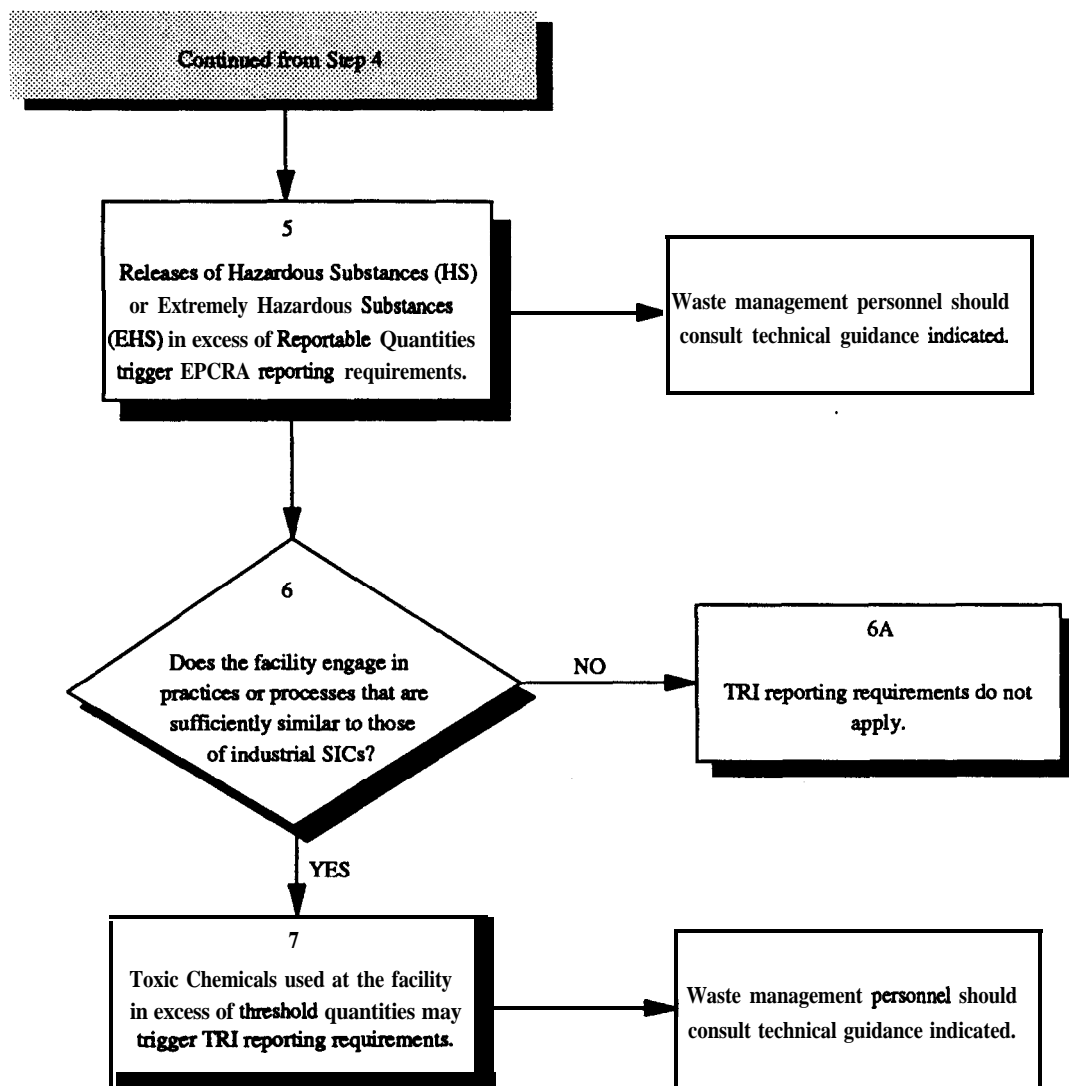 Continued from Step 4
5
Releases of Hazardous Substances (HS)
or Extremely Hazardous Substances
(EHS) in excess of Reportable Quantities
trigger EPCRA reporting requirements.
Waste management personnel should
consult technical guidance indicated.
6
Does the facility engage in
practices or processes that are
sufficiently similar to those
of industrial SICs?
NO
6A
TRI reporting requirements do not
apply.
YES
7
Toxic Chemicals used at the facility
in excess of threshold quantities may
trigger TRI reporting requirements.
Waste management personnel should
consult technical guidance indicated.